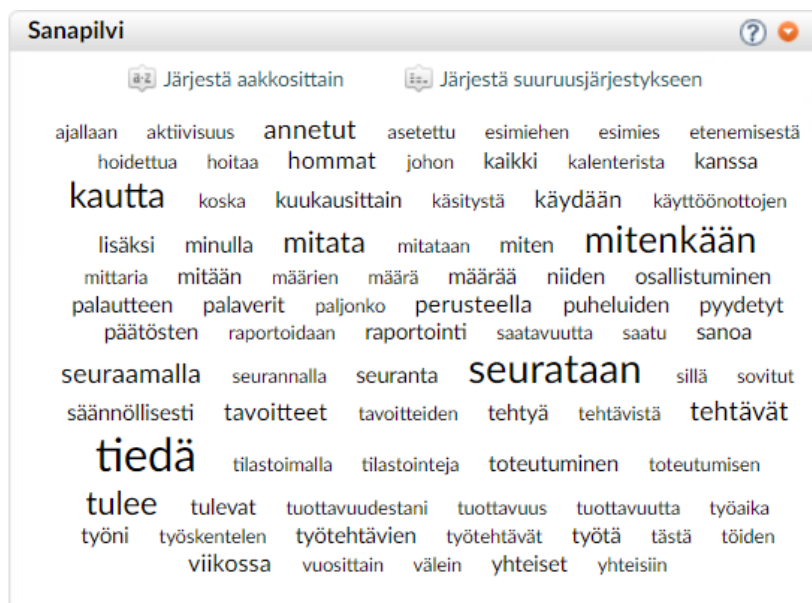 Sanapilvi
Järjestä aakkosittain Järjestä suuruusjärjestykseen
ajallaan aktiivisuus annetut asetettu esimiehen esimies etenemisestä
hoidettua hoitaa hommat johon kaikki kalenterista kanssa
kautta koska kuukausittain käsitystä käydään käyttöönottojen
lisäksi minulla mitata mitataan miten mitenkään
mittaria mitään määrien määrä määrää niiden osallistuminen
palautteen palaverit paljonko perusteella puheluiden pyydetyt
päätösten raportoidaan raportointi saatavuutta saatu sanoa
seuraamalla seurannalla seuranta seurataan sillä sovitut
säännöllisesti tavoitteet tavoitteiden tehtyä tehtävistä tehtävät
tiedä tilastoimalla tilastointeja toteutuminen toteutumisen
tulee tulevat tuottavuudestani tuottavuus tuottavuutta työaika
työni työskentelen työtehtävien työtehtävät työtä tästä töiden
viikossa vuosittain välein yhteiset yhteisiin